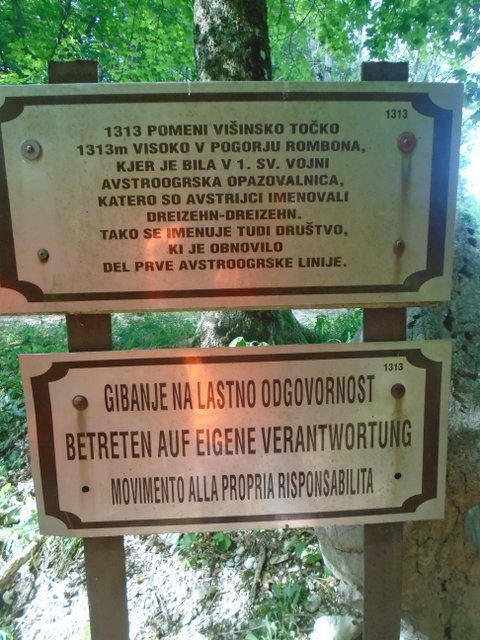 1313
1313 POMENI VIŠINSKO TOČKO
1313m VISOKO V POGORJU ROMBONA,
KJER JE BILA V 1. SV. VOJNI
AVSTROOGRSKA OPAZOVALNICA,
KATERO SO AVSTRIJCI IMENOVALI
DREIZEHN-DREIZEHN.
TAKO SE IMENUJE TUDI DRUŠTVO,
KI JE OBNOVILO
DEL PRVE AVSTROOGRSKE LINIJE.
1313
GIBANJE NA LASTNO ODGOVORNOST
BETRETEN AUF EIGENE VERANTWORTUNG
MOVIMENTO ALLA PROPRIA RISPONSABILITA